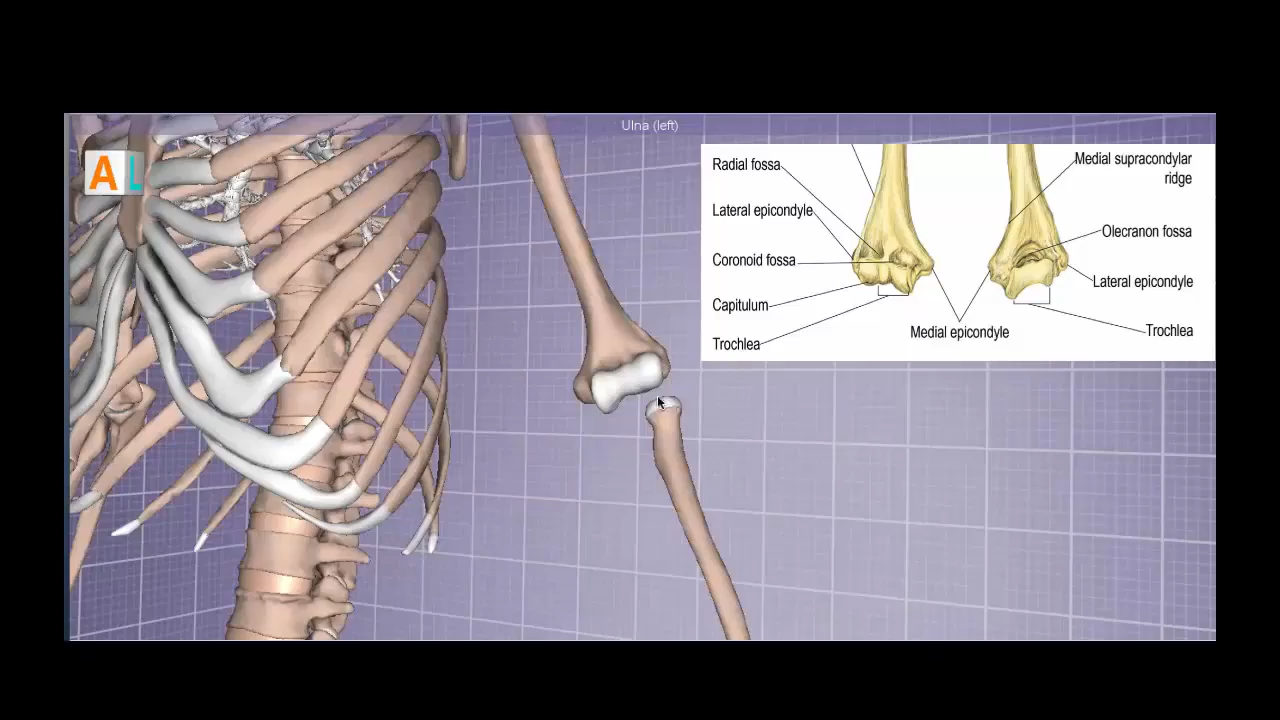 Ulna (left)
AL
Radial fossa
Lateral epicondyle
Coronoid fossa
Capitulum
Trochlea
Medial epicondyle
Medial supracondylar
ridge
Olecranon fossa
Lateral epicondyle
Trochlea